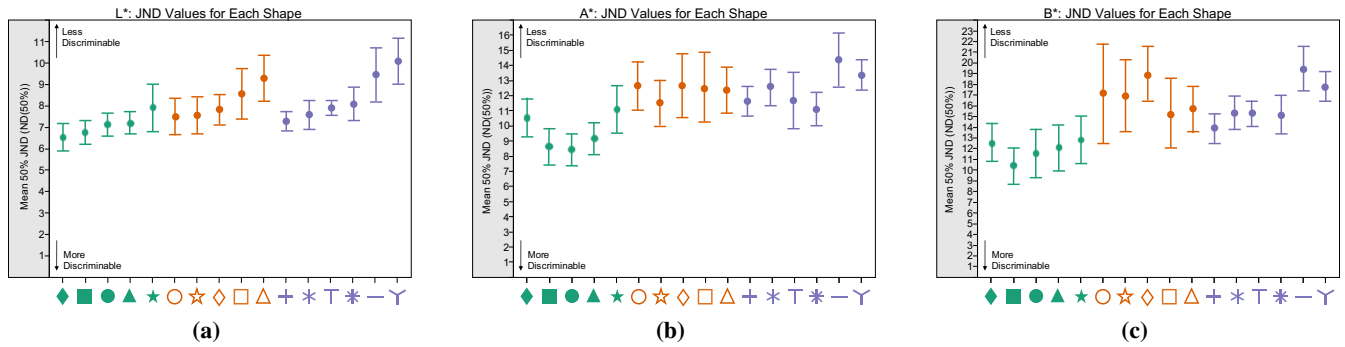 L*: JND Values for Each Shape
Mean 50% JND (ND(50%))
11
10
9
8
7
6
5
4
3
2
1
Less
Discriminable
More
Discriminable
(a)
A*: JND Values for Each Shape
Mean 50% JND (ND(50%))
16
15
14
13
12
11
10
9
8
7
6
5
4
3
2
1
Less
Discriminable
More
Discriminable
(b)
B*: JND Values for Each Shape
Mean 50% JND (ND(50%))
23
22
21
20
19
18
17
16
15
14
13
12
11
10
9
8
7
6
5
4
3
2
1
Less
Discriminable
More
Discriminable
(c)